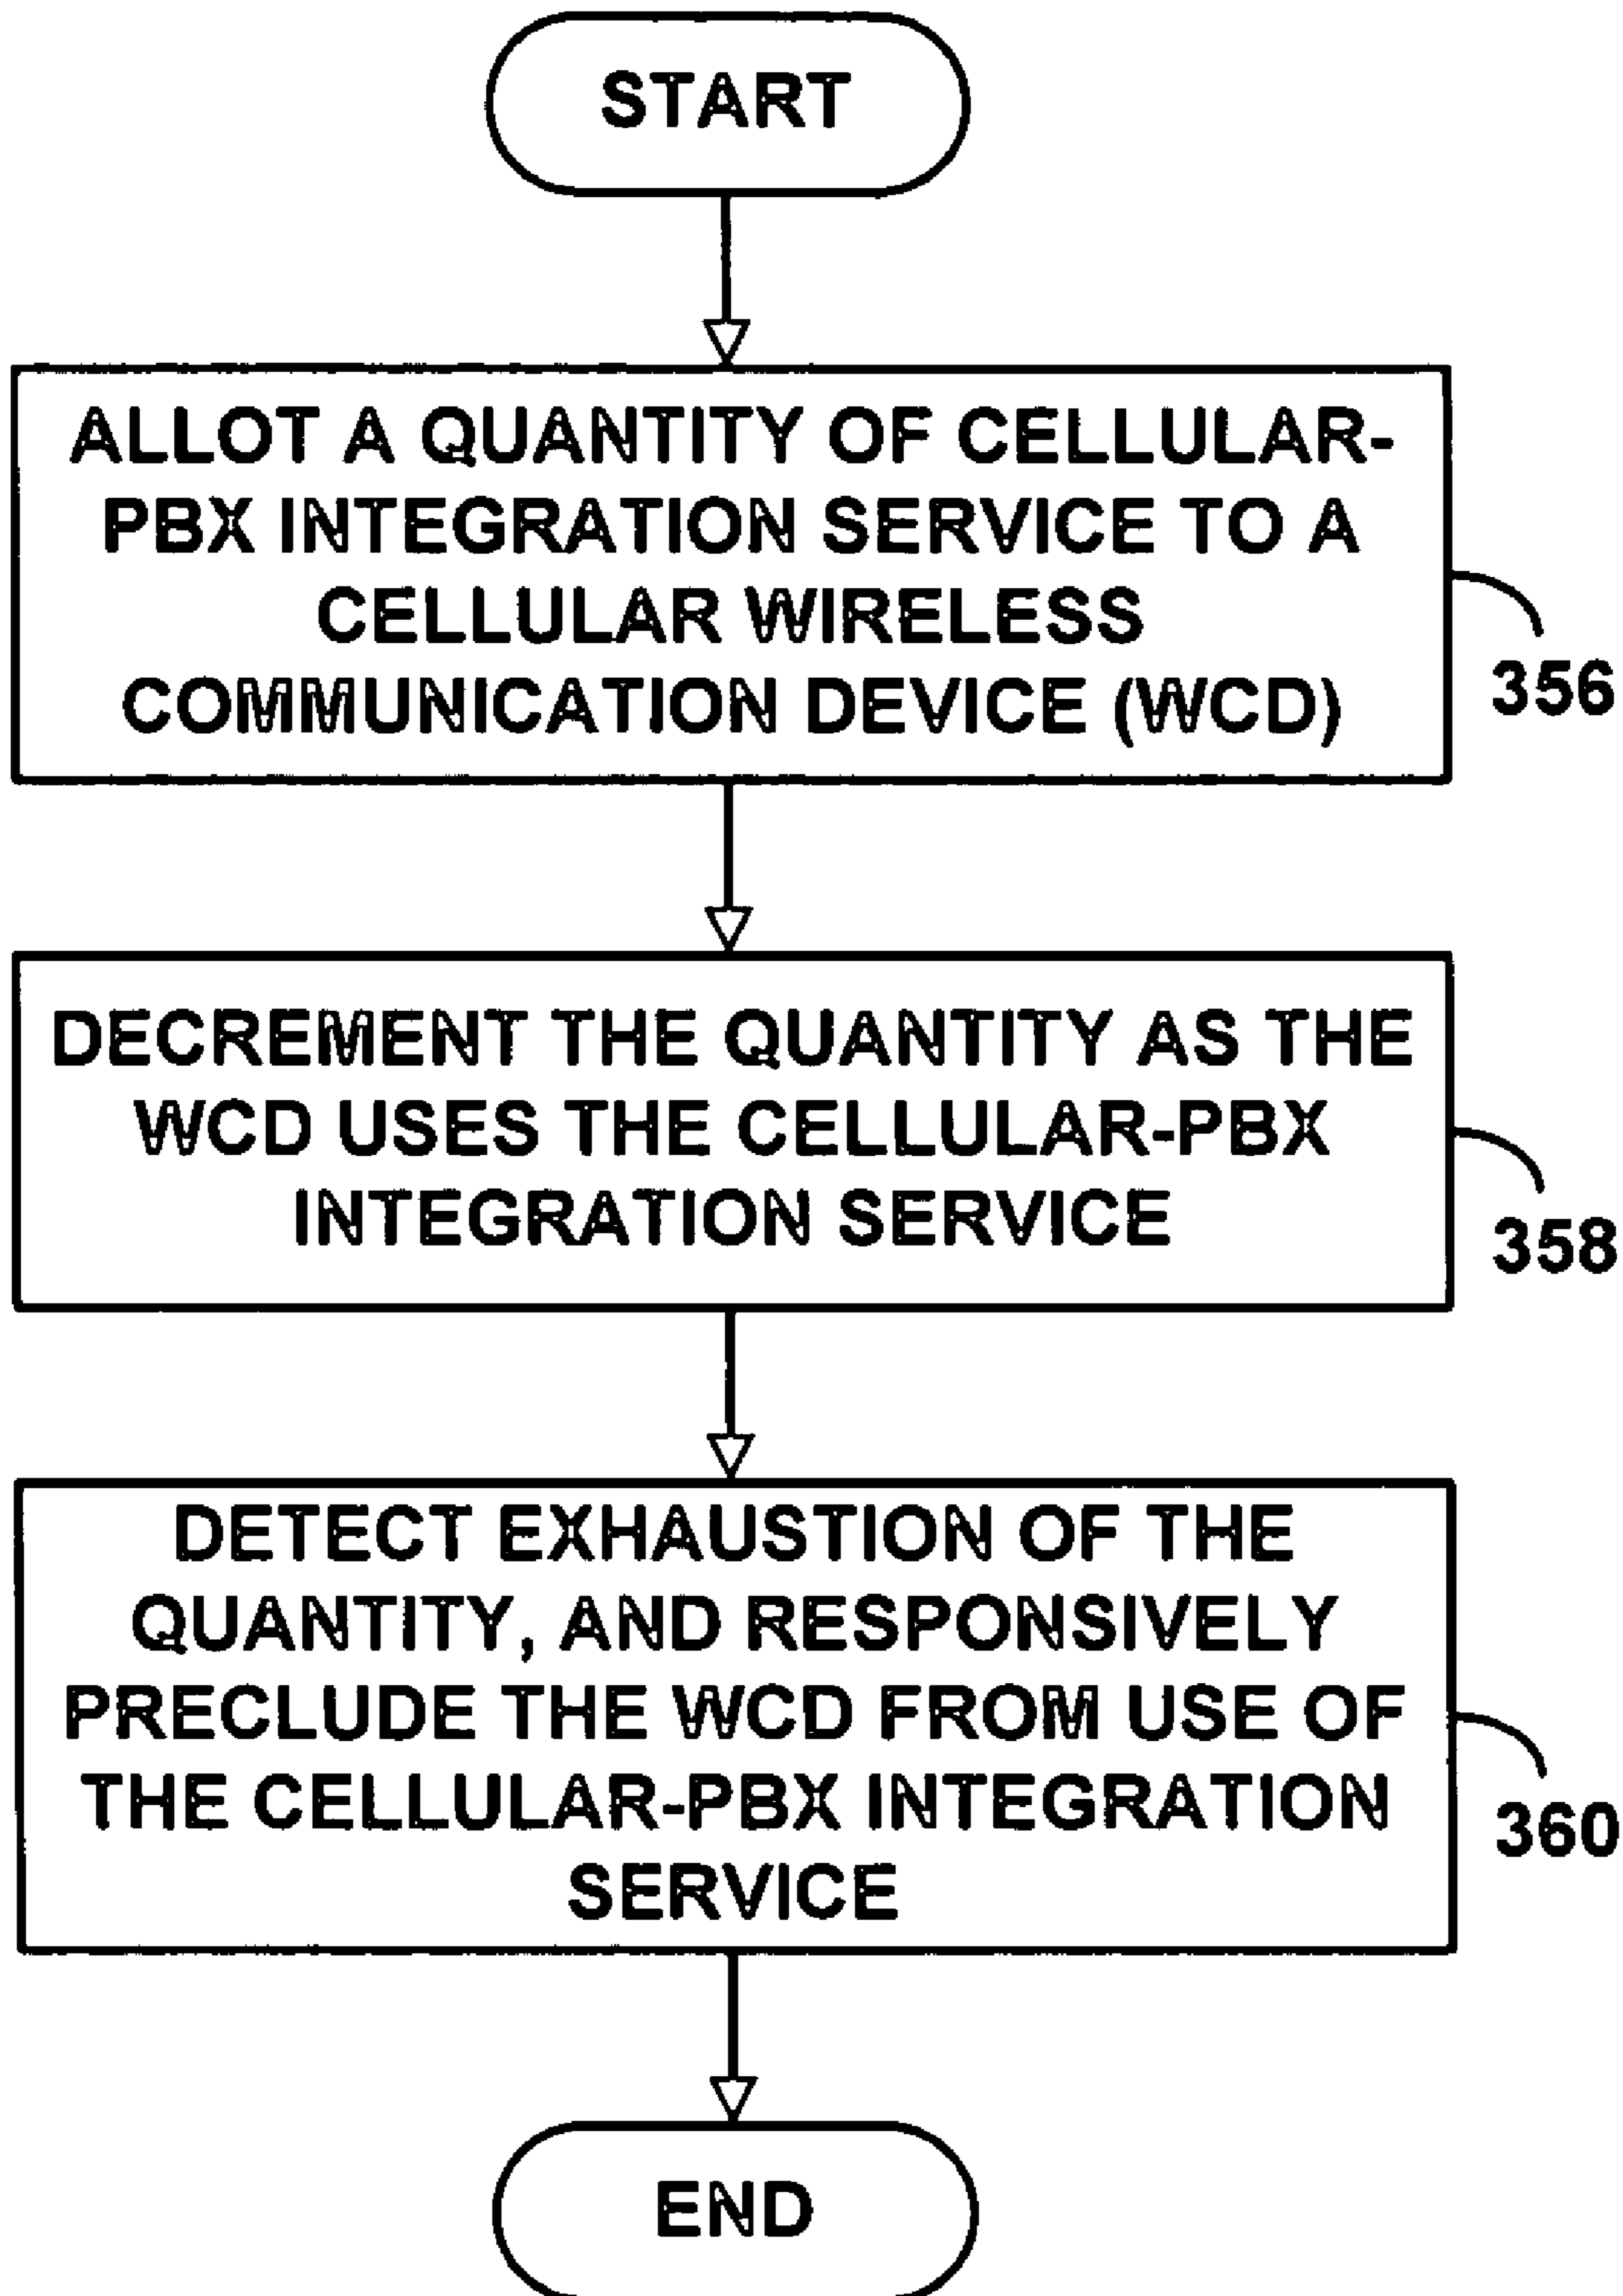 START
ALLOT A QUANTITY OF CELLULAR-
PBX INTEGRATION SERVICE TO A
CELLULAR WIRELESS
COMMUNICATION DEVICE (WCD)
356
DECREMENT THE QUANTITY AS THE
WCD USES THE CELLULAR-PBX
INTEGRATION SERVICE
358
DETECT EXHAUSTION OF THE
QUANTITY, AND RESPONSIVELY
PRECLUDE THE WCD FROM USE OF
THE CELLULAR-PBX INTEGRATION
SERVICE
360
END